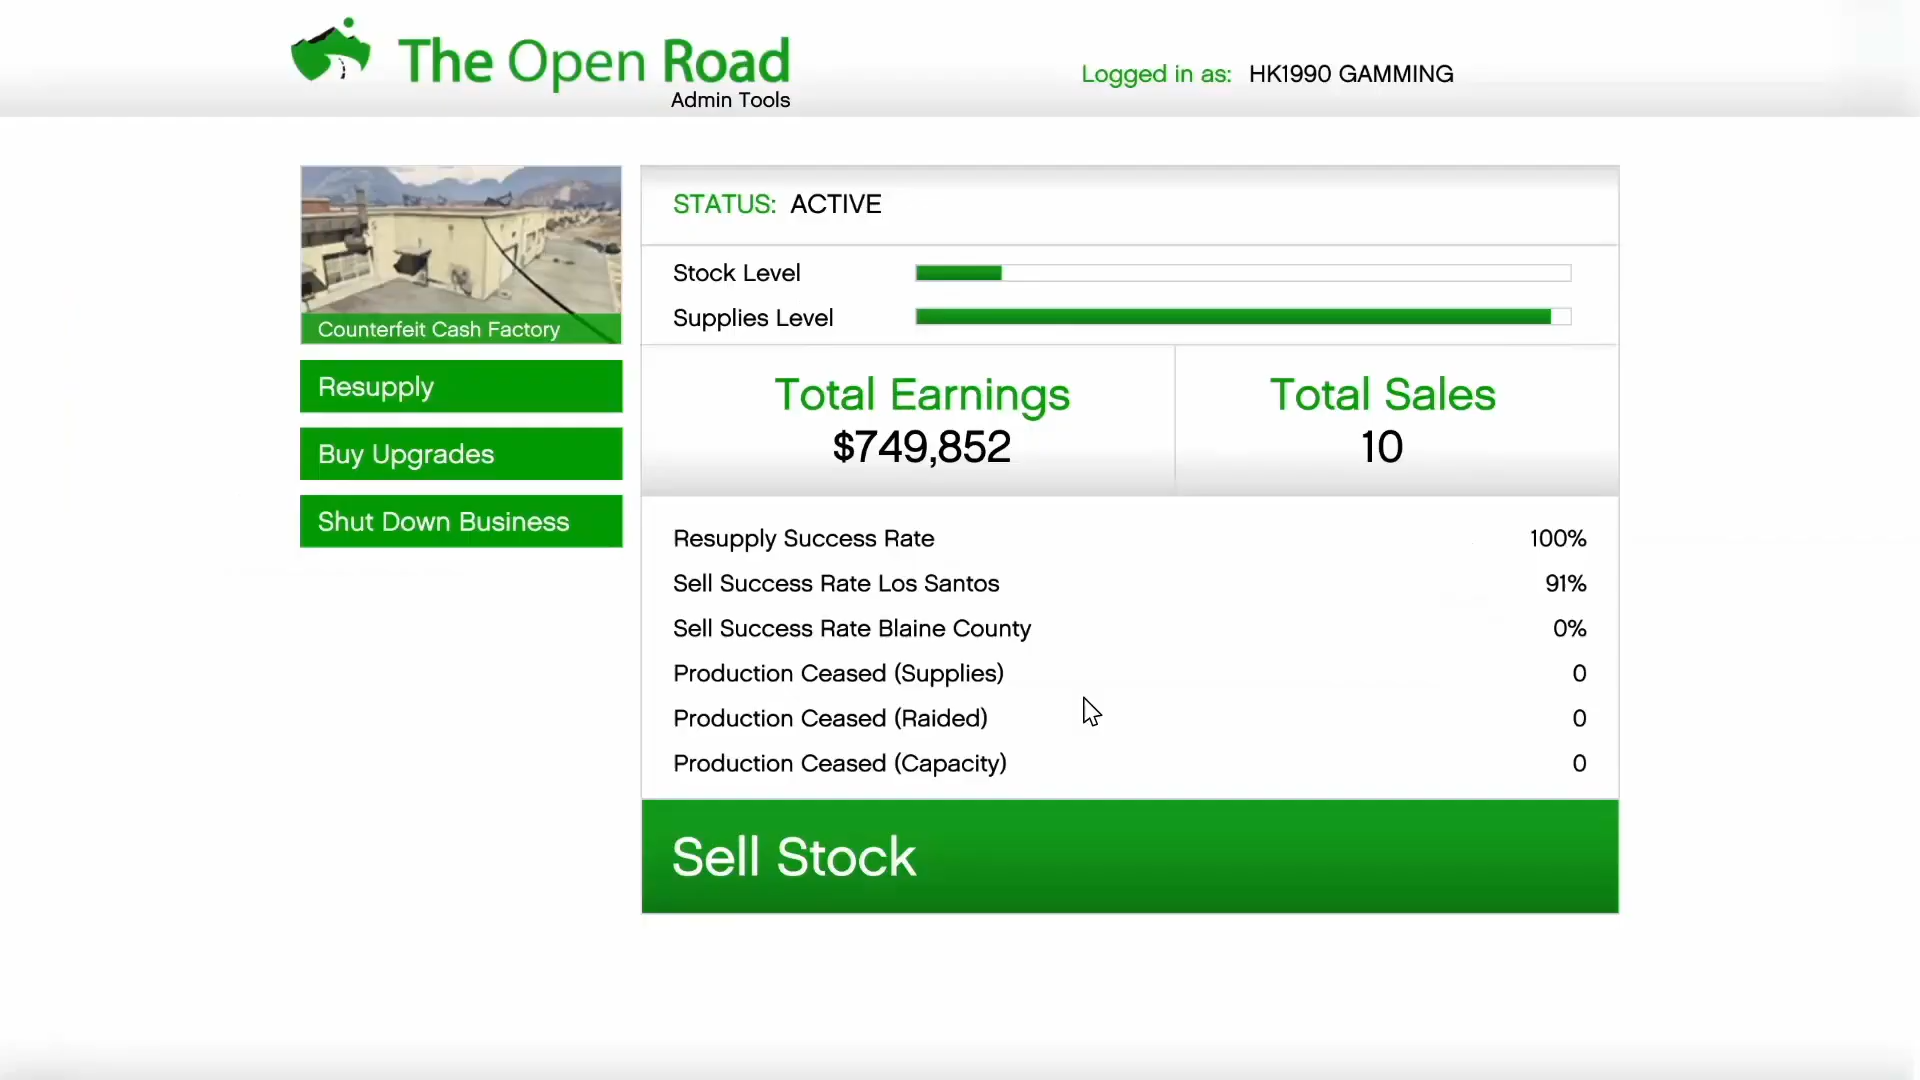 The Open Road
Admin Tools
Logged in as: HK1990 GAMMING
Counterfeit Cash Factory
Resupply
Buy Upgrades
Shut Down Business
STATUS: ACTIVE
Stock Level
Supplies Level
Total Earnings
$749,852
Total Sales
10
Resupply Success Rate 100%
Sell Success Rate Los Santos 91%
Sell Success Rate Blaine County 0%
Production Ceased (Supplies) 0
Production Ceased (Raided) 0
Production Ceased (Capacity) 0
Sell Stock